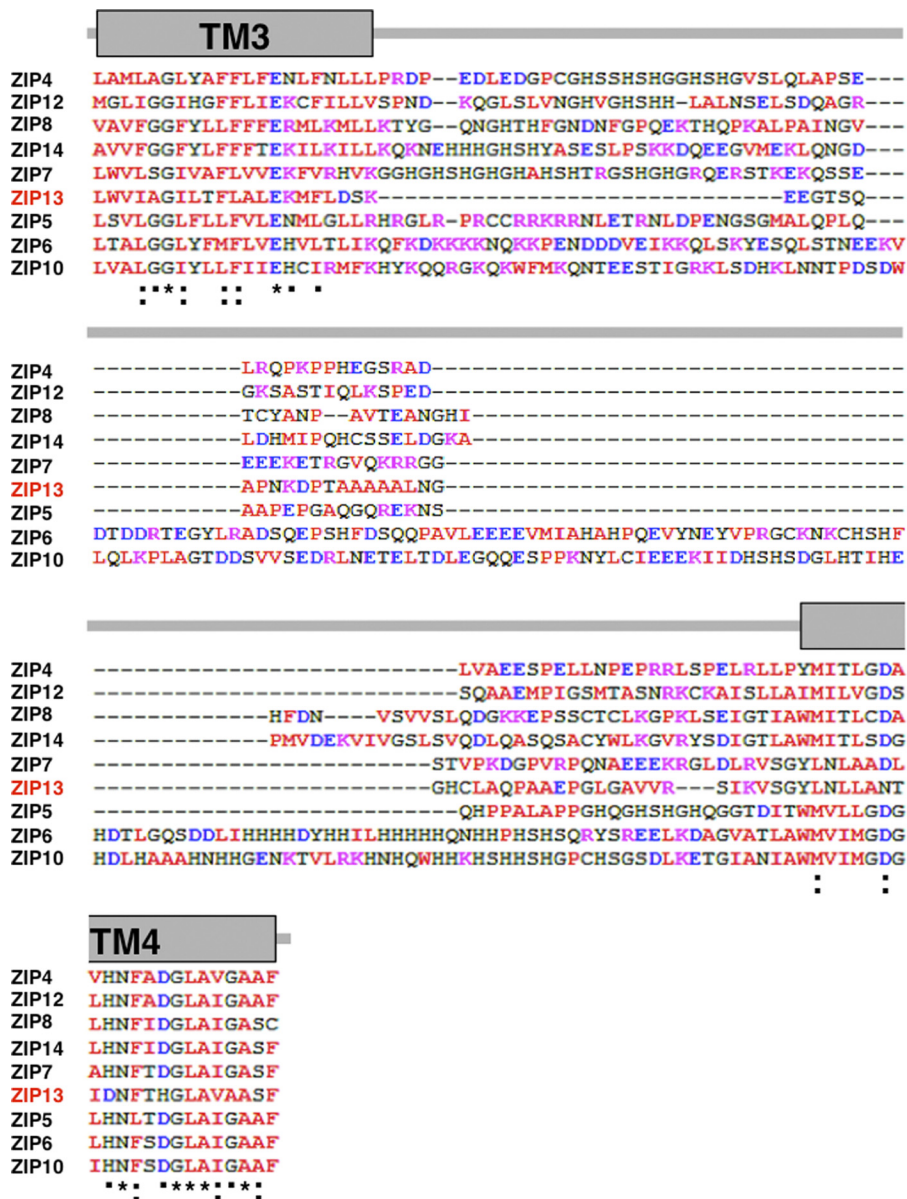 TM3
ZIP4 LAMLAGLYAFFLFENLFNLLLPRDP--EDLEDGPCGHSSHSHGGHSHGVSLQLAPSE---
ZIP12 MGLIGGIHGFFLIEKCFILLVSPND--KQGLSLVNGHVGHSHH-LALNSELSDQAGR---
ZIP8 VAVFGGFYLLFFFERMLKMLLKTYG--QNGHTHFGNDNFGPQEKTHQPKALPAINGV---
ZIP14 AVVFGGFYLFFFTEKILKILLKQKNEHHHGHSHYASESLPSKKDQEEGVMEKLQNGD---
ZIP7 LWVLSGIVAFLVVEKFVRHVKGGHGHSHGHGHAHSHTRGSHGHGRQERSTKEKQSSE---
ZIP13 LWVIAGILTFLALEKMFLDSK------------------------------EEGTSQ---
ZIP5 LSVLGGLFLLFVLENMLGLLRHRGLR-PRCCRRKRRNLETRNLDPENGSGMALQPLQ---
ZIP6 LTALGGLYFMFLVEHVLTLIKQFKDKKKKNQKKPENDDDVEIKKQLSKYESQLSTNEEKV
ZIP10 LVALGGIYLLFIIEHCIRMFKHYKQQRGKQKWFMKQNTEESTIGRKLSDHKLNNTPDSDW
:.*: :: *. .
ZIP4 -----------LRQPKPPHEGSRAD-----------------------------------
ZIP12 -----------GKSASTIQLKSPED-----------------------------------
ZIP8 -----------TCYANP--AVTEANGHI--------------------------------
ZIP14 -----------LDHMIPQHCSSELDGKA--------------------------------
ZIP7 -----------EEEKETRGVQKRRGG----------------------------------
ZIP13 -----------APNKDPTAAAAALNG----------------------------------
ZIP5 -----------AAPEPGAQGQREKNS----------------------------------
ZIP6 DTDDRTEGYLRADSQEPSHFDSQQPAVLEEEEVMIAHAHPQEVYNEYVPRGCKNKCHSHF
ZIP10 LQLKPLAGTDDSVVSEDRLNETELTDLEGQQESPPKNYLCIEEEKIIDHSHSDGLHTIHE
ZIP4 ---------------------------LVAEESPELLNPEPRRLSPELRLLPYMITLGDA
ZIP12 ---------------------------SQAAEMPIGSMTASNRKCKAISLLAIMILVGDS
ZIP8 -------------HFDN----VSVVSLQDGKKEPSSCTCLKGPKLSEIGTIAWMITLCDA
ZIP14 -------------PMVDEKVIVGSLSVQDLQASQSACYWLKGVRYSDIGTLAWMITLSDG
ZIP7 -------------------------STVPKDGPVRPQNAEEEKRGLDLRVSGYLNLAADL
ZIP13 -------------------------GHCLAQPAAEPGLGAVVR---SIKVSGYLNLLANT
ZIP5 ---------------------------QHPPALAPPGHQGHSHGHQGGTDITWMVLLGDG
ZIP6 HDTLGQSDDLIHHHHDYHHILHHHHHQNHHPHSHSQRYSREELKDAGVATLAWMVIMGDG
ZIP10 HDLHAAAHNHHGENKTVLRKHNHQWHHKHSHHSHGPCHSGSDLKETGIANIAWMVIMGDG
: :
TM4
ZIP4 VHNFADGLAVGAAF
ZIP12 LHNFADGLAIGAAF
ZIP8 LHNFIDGLAIGASC
ZIP14 LHNFIDGLAIGASF
ZIP7 AHNFTDGLAIGASF
ZIP13 IDNFTHGLAVAASF
ZIP5 LHNLTDGLAIGAAF
ZIP6 LHNFSDGLAIGAAF
ZIP10 IHNFSDGLAIGAAF
.*: .***:.*: